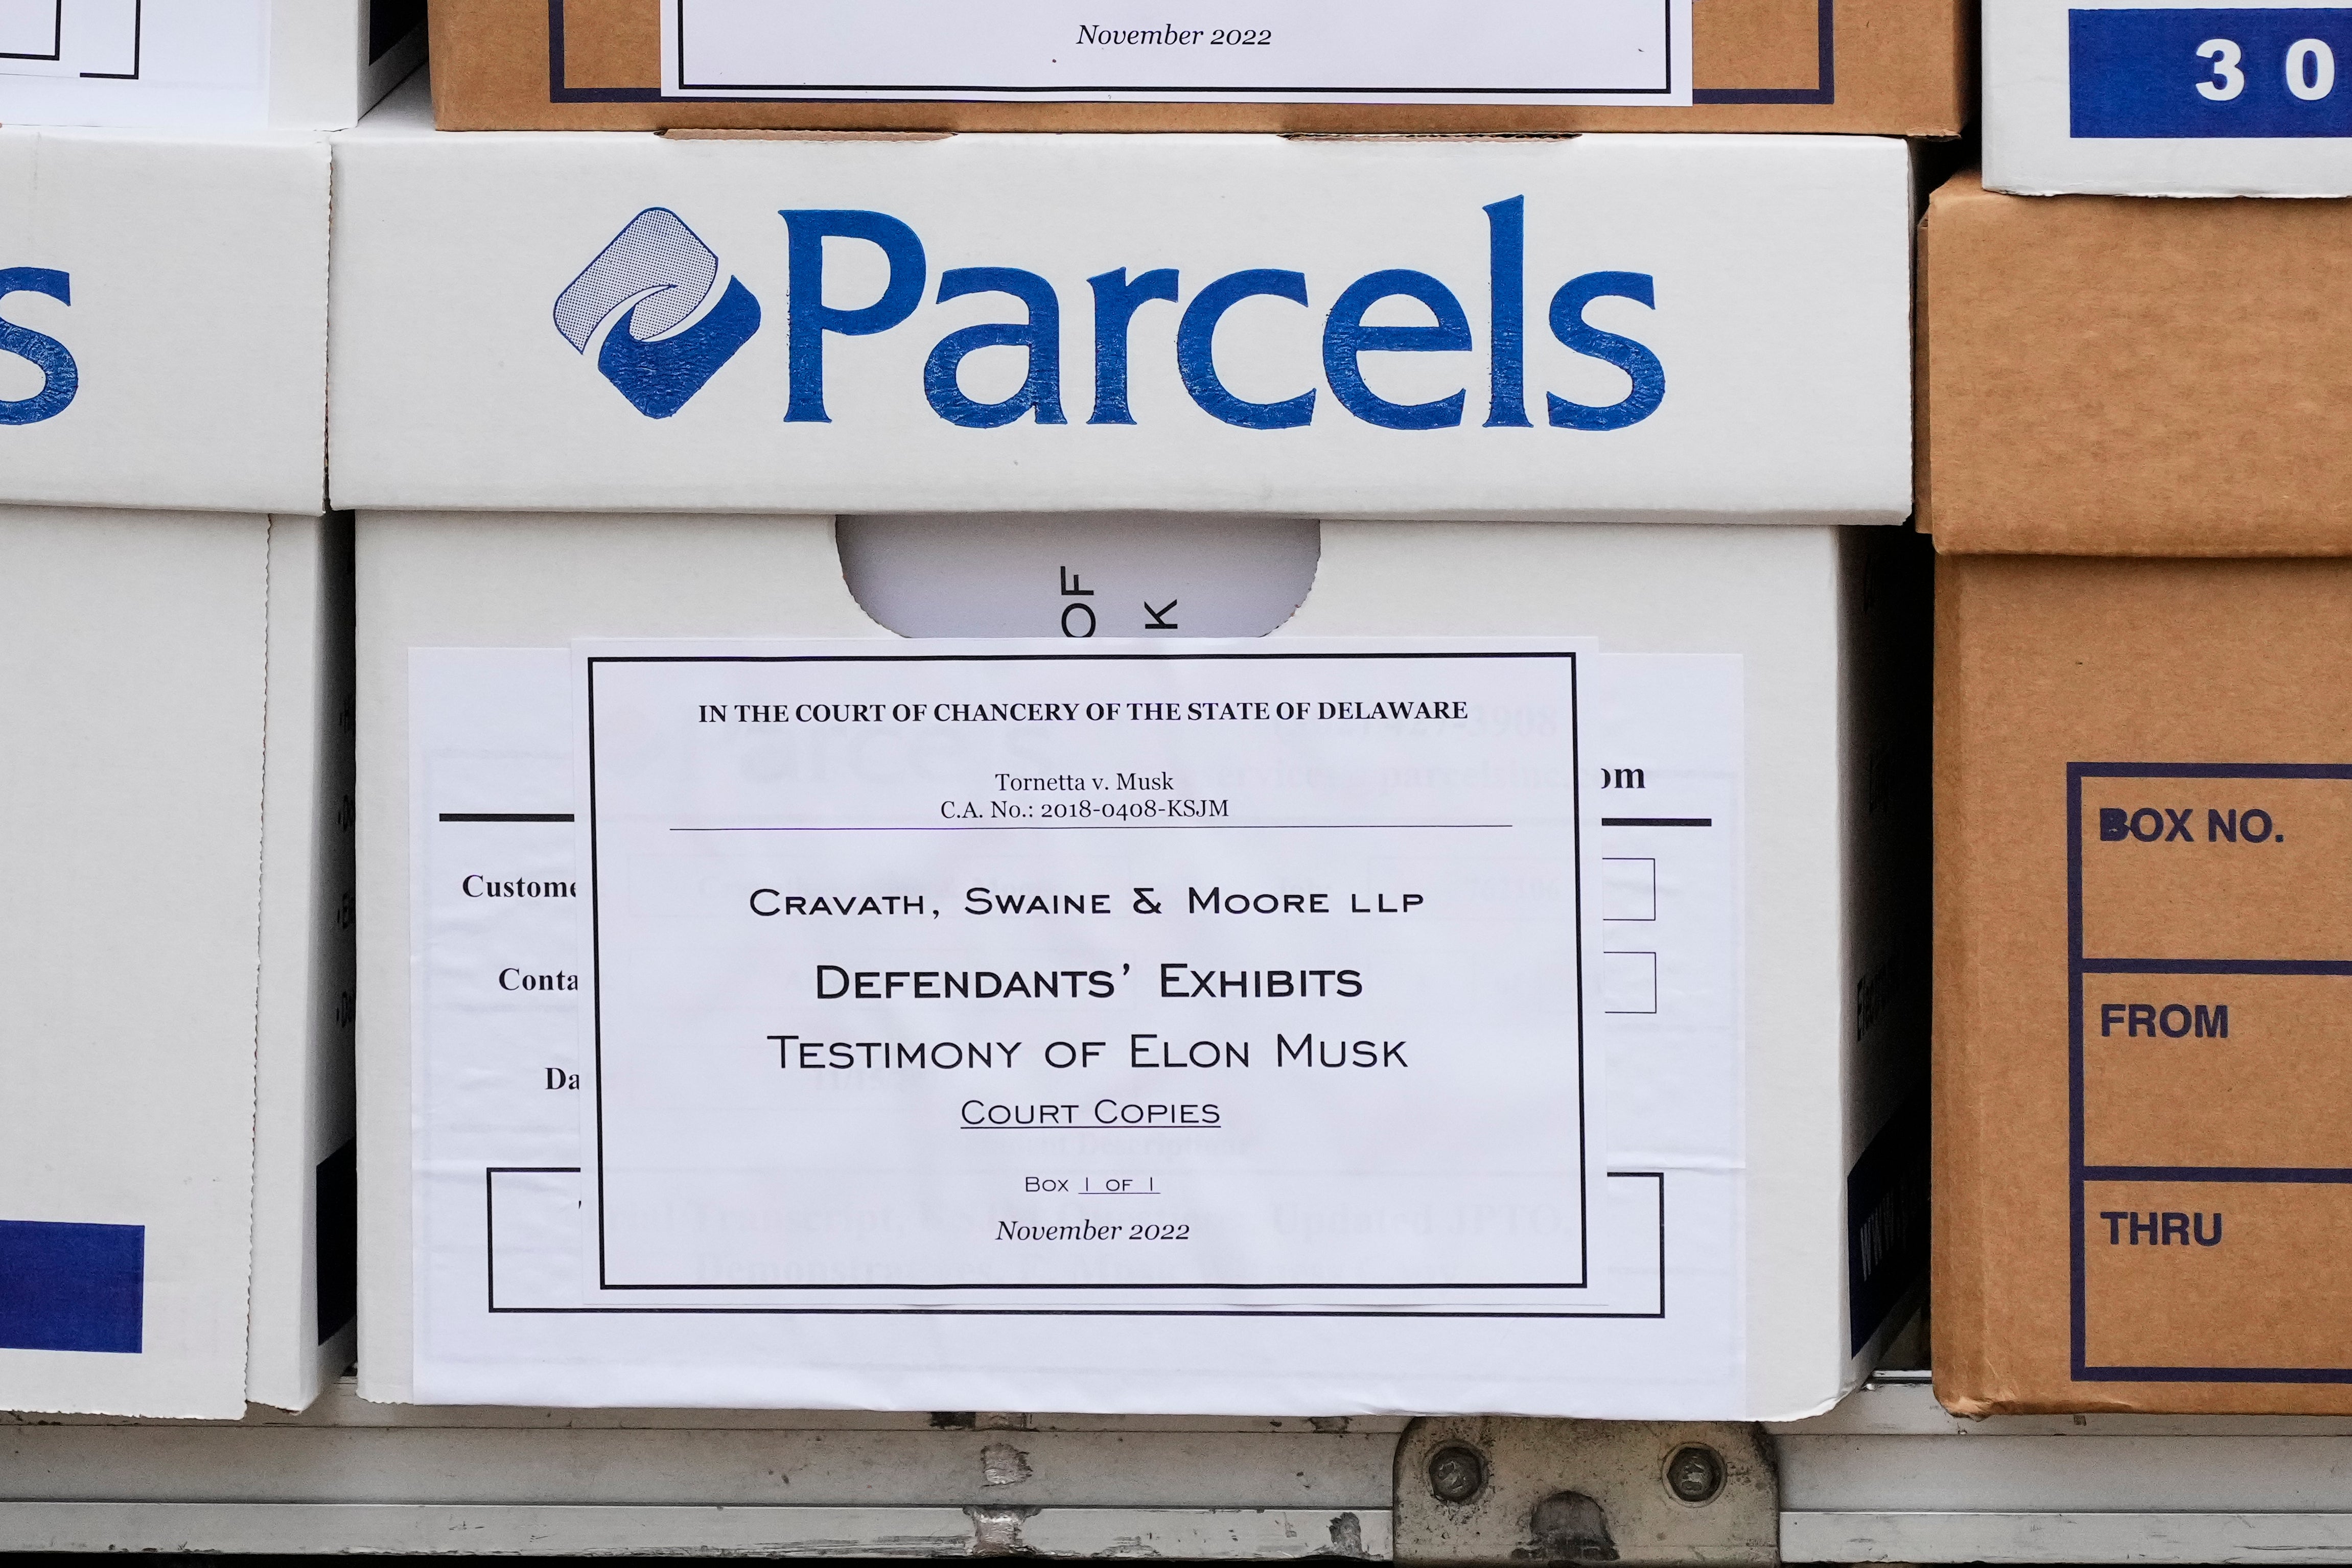 November 2022
30
Parcels
s
OF
K
IN THE COURT OF CHANCERY OF THE STATE OF DELAWARE
Tornetta v. Musk
C.A. No.: 2018-0408-KSJM
CRAVATH, SWAINE & MOORE LLP
DEFENDANTS’ EXHIBITS
TESTIMONY OF ELON MUSK
COURT COPIES
BOX 1 OF 1
November 2022
om
Custome
Conta
Da
BOX NO.
FROM
THRU